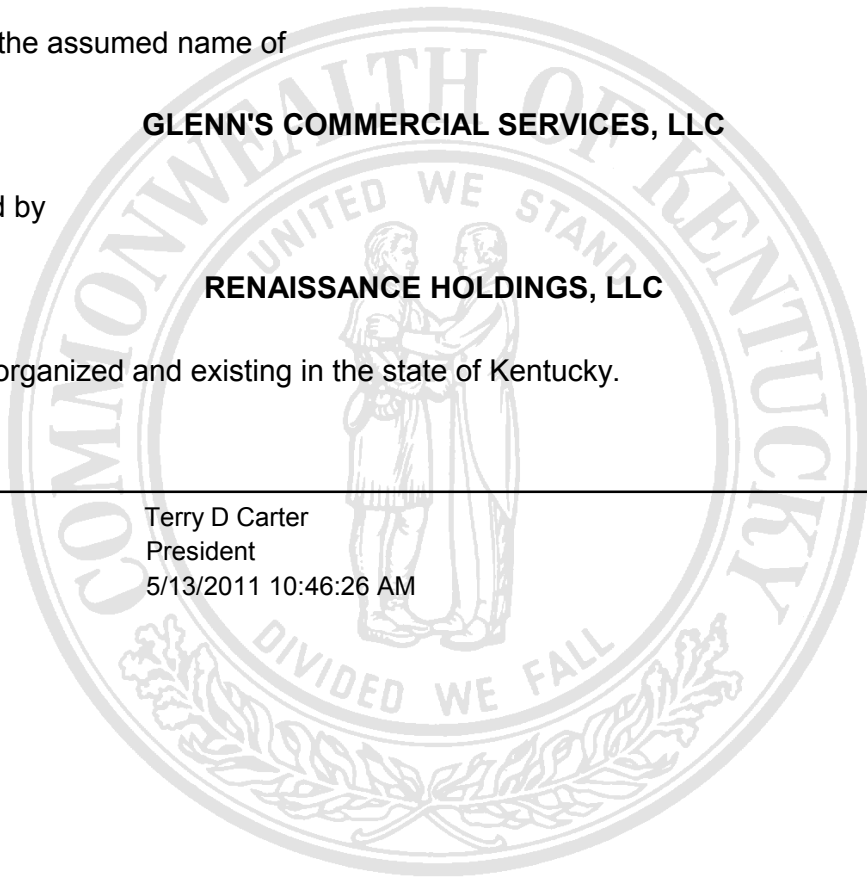 the assumed name of
GLENN'S COMMERCIAL SERVICES, LLC
d by
RENAISSANCE HOLDINGS, LLC
organized and existing in the state of Kentucky.
Terry D Carter
President
5/13/2011 10:46:26 AM
COMMONWEALTH OF KENTUCKY
UNITED WE STAND
DIVIDED WE FALL